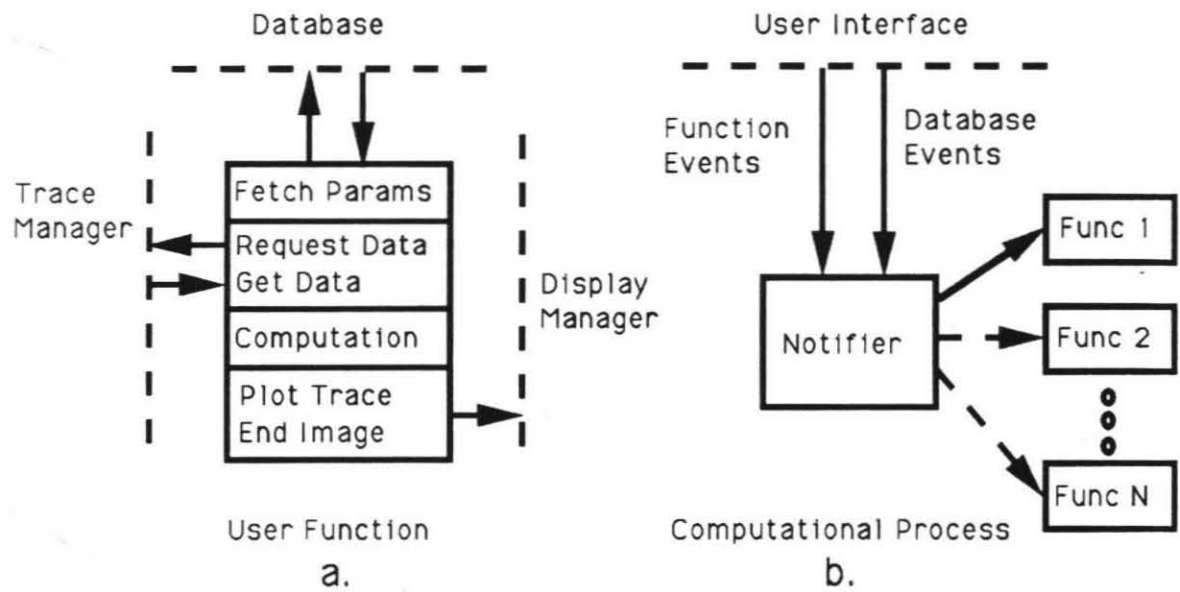 Database
Trace
Manager
Fetch Params
Request Data
Get Data
Computation
Plot Trace
End Image
Display
Manager
User Function
a.
User Interface
Function
Events
Database
Events
Notifier
Func 1
Func 2
Func N
Computational Process
b.